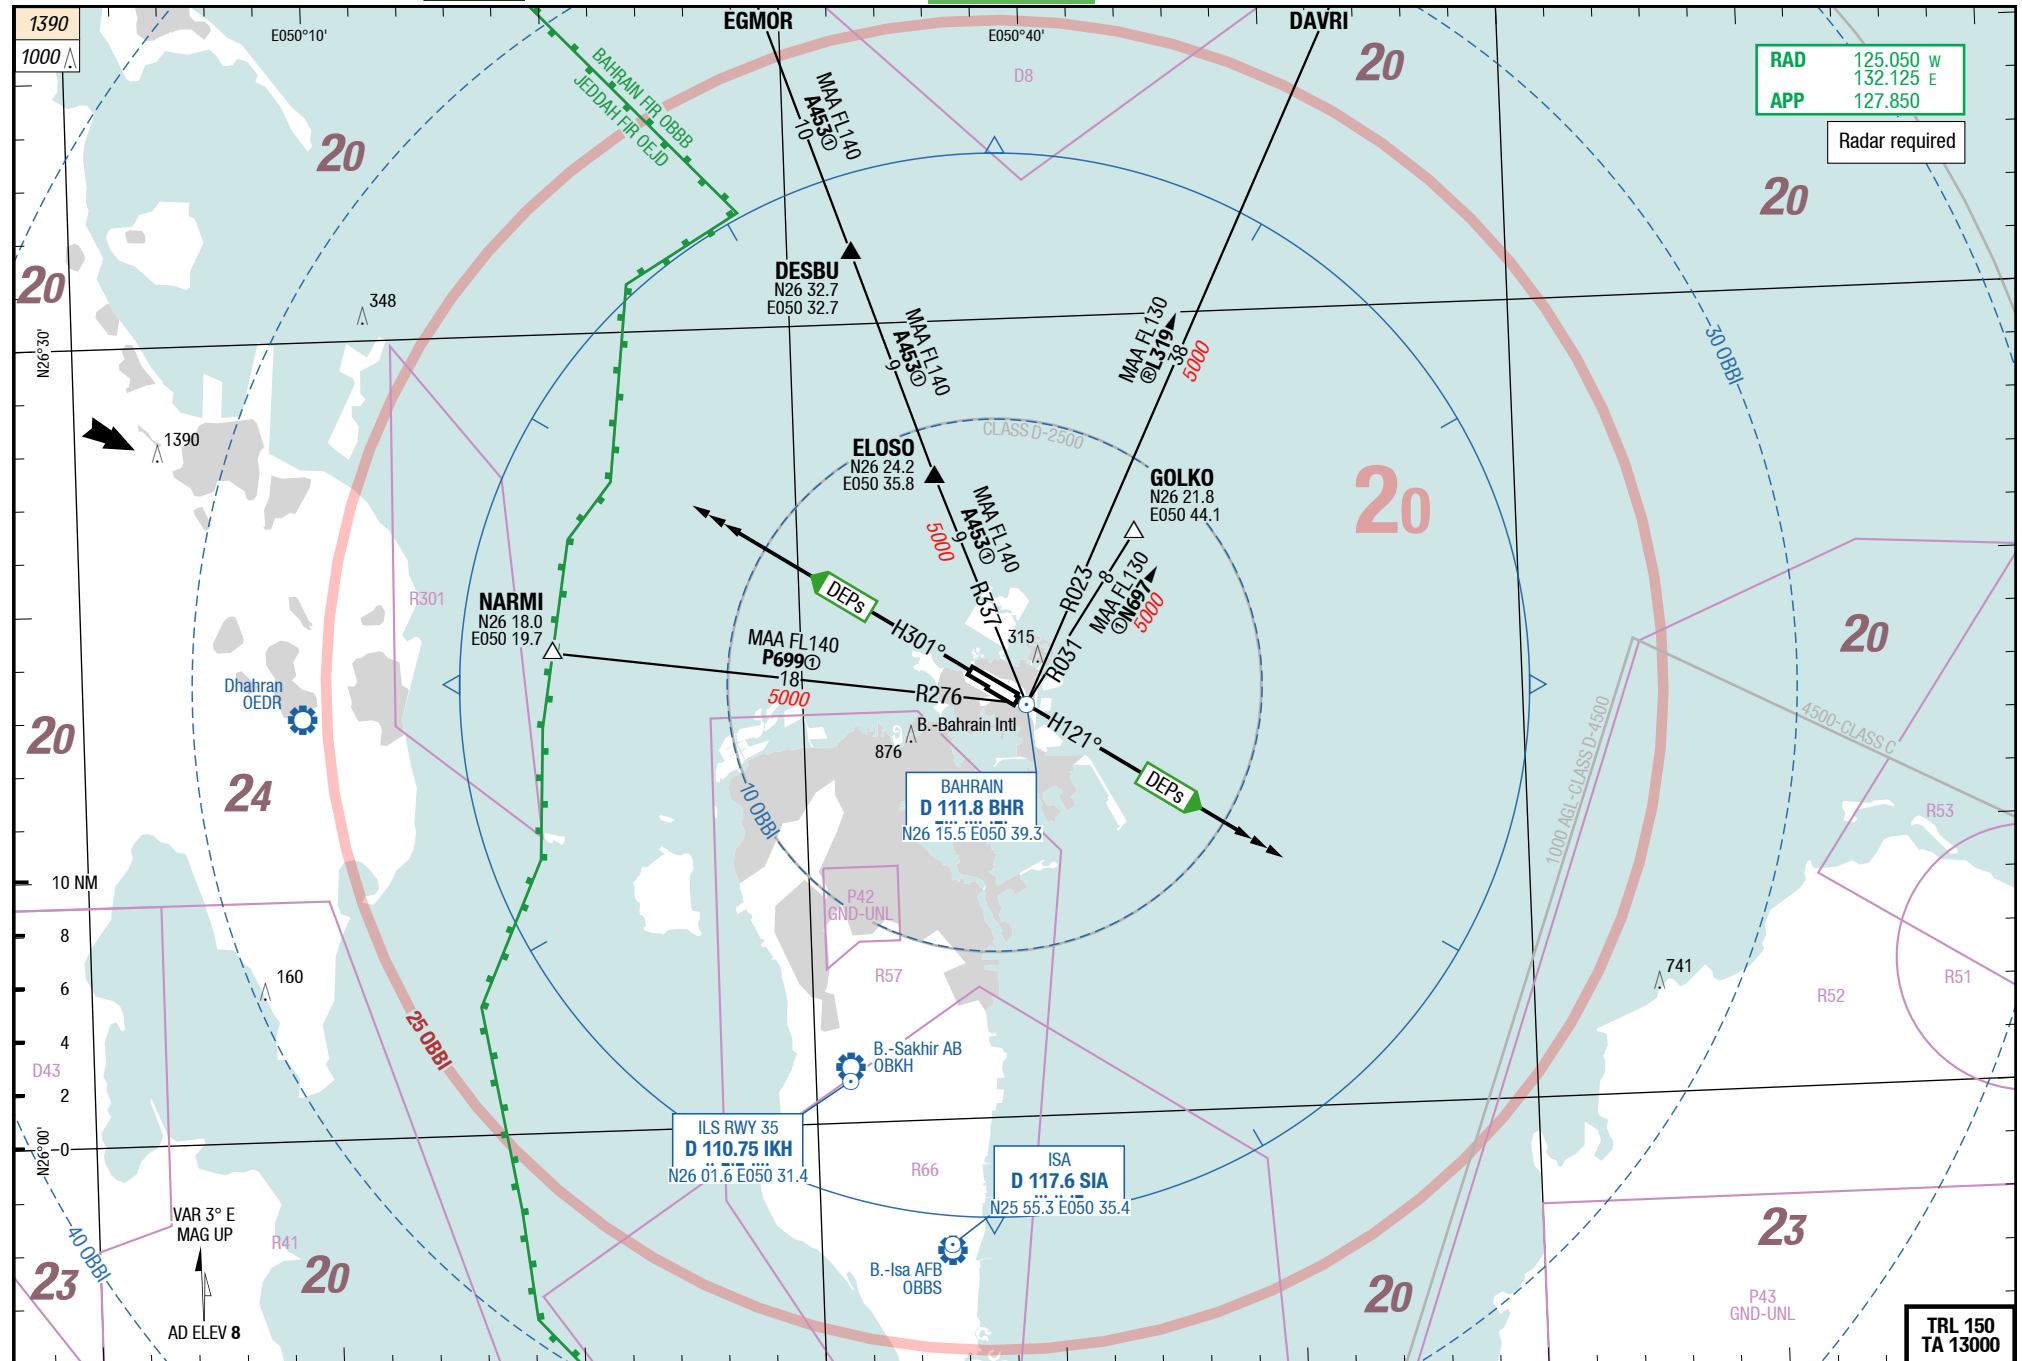 1390
1000
E050°10'
EGMOR
E050°40'
DAVRI
20
RAD 125.050 W
132.125 E
APP 127.850
Radar required
BAHRAIN FIR OBBB
JEDDAH FIR OEJD
D8
MAA FL140
A453①
10
20
20
20
DESBU
N26 32.7
E050 32.7
348
N26°30'
MAA FL140
A453①
9
MAA FL130
ⓇL319
38
5000
30 OBBI
1390
CLASS D-2500
ELOSO
N26 24.2
E050 35.8
GOLKO
N26 21.8
E050 44.1
20
MAA FL140
A453①
9
5000
R337
R023
8
MAA FL130
①N697
5000
R031
DEPs
H301°
315
R301
NARMI
N26 18.0
E050 19.7
MAA FL140
P699①
18
5000
R276
20
Dhahran
OEDR
B.-Bahrain Intl
H121°
DEPs
876
20
24
10 OBBI
BAHRAIN
D 111.8 BHR
N26 15.5 E050 39.3
1000 AGL-CLASS D-4500
4500-CLASS C
R53
10 NM
8
6
4
2
0
P42
GND-UNL
R57
160
741
R52
R51
25 OBBI
D43
B.-Sakhir AB
OBKH
N26°00'
ILS RWY 35
D 110.75 IKH
N26 01.6 E050 31.4
R66
ISA
D 117.6 SIA
N25 55.3 E050 35.4
VAR 3° E
MAG UP
R41
40 OBBI
23
20
B.-Isa AFB
OBBS
23
20
P43
GND-UNL
AD ELEV 8
TRL 150
TA 13000